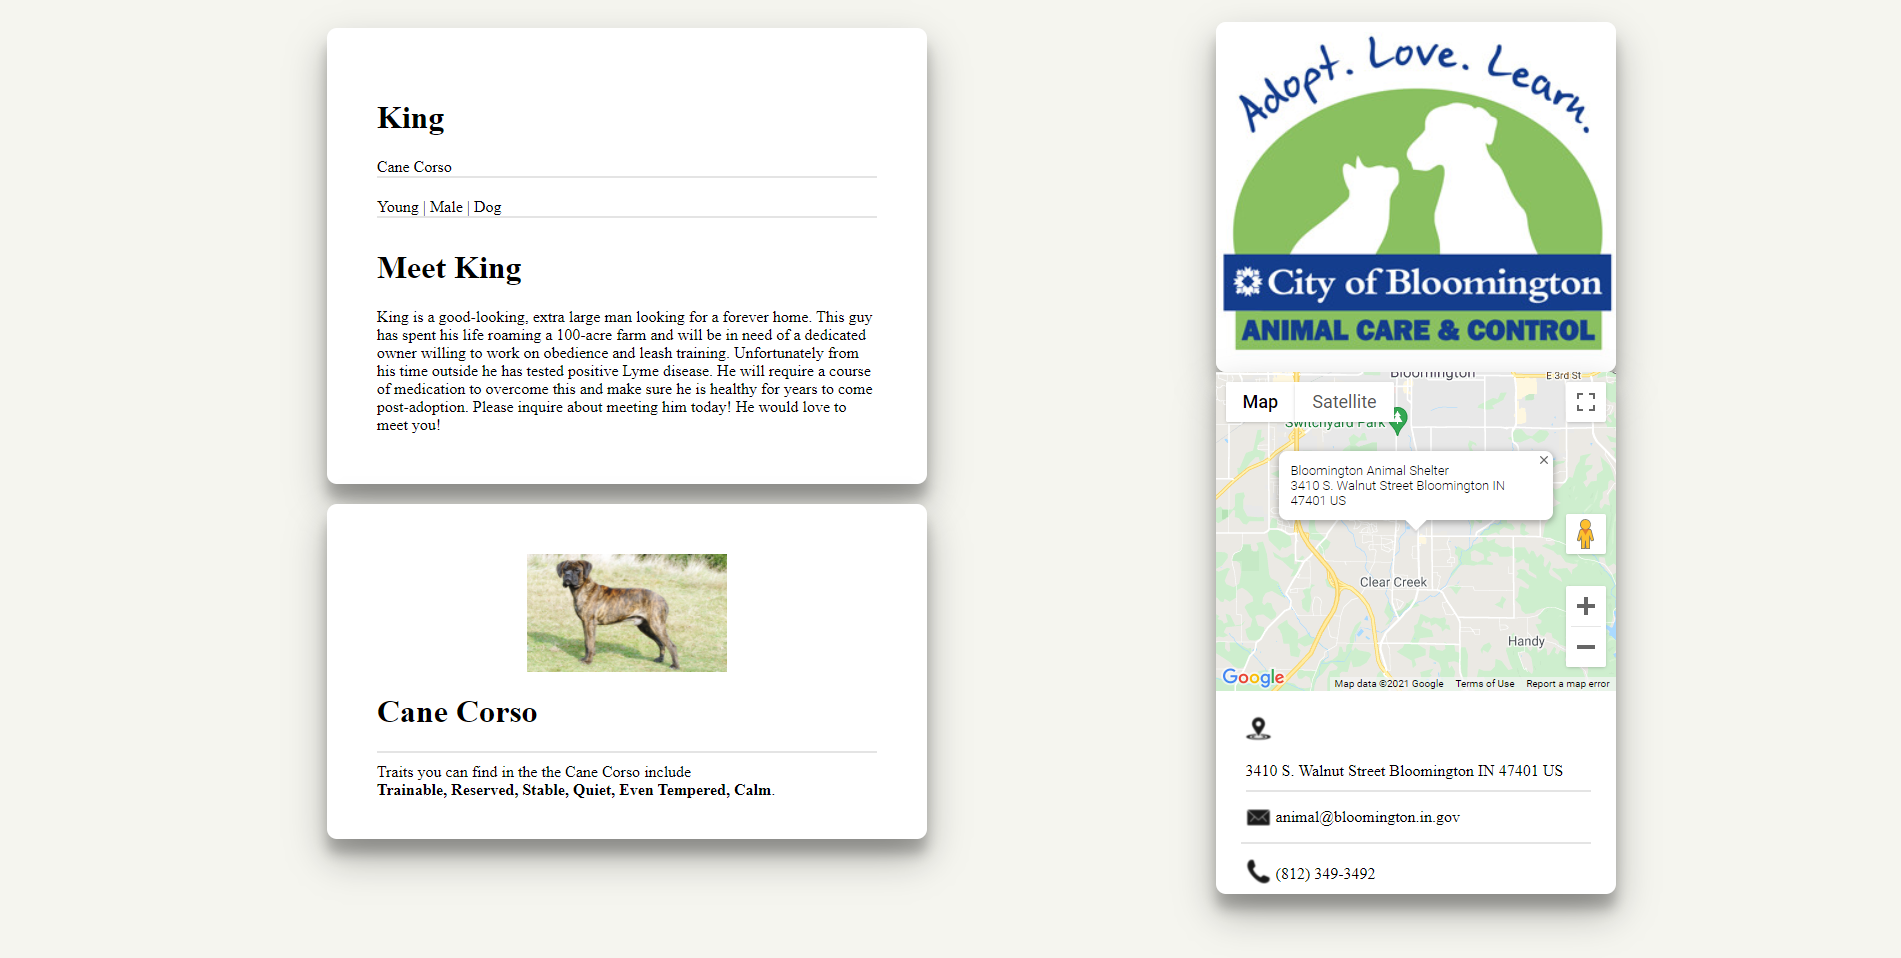 King
Cane Corso
Young | Male | Dog
Meet King
King is a good-looking, extra large man looking for a forever home. This guy
has spent his life roaming a 100-acre farm and will be in need of a dedicated
owner willing to work on obedience and leash training. Unfortunately from
his time outside he has tested positive Lyme disease. He will require a course
of medication to overcome this and make sure he is healthy for years to come
post-adoption. Please inquire about meeting him today! He would love to
meet you!
Cane Corso
Traits you can find in the the Cane Corso include
Trainable, Reserved, Stable, Quiet, Even Tempered, Calm.
Adopt. Love. Learn.
City of Bloomington
ANIMAL CARE & CONTROL
Bloomington
E 3rd St
Map Satellite
Switchyard Park
Bloomington Animal Shelter
3410 S. Walnut Street Bloomington IN
47401 US
Clear Creek
Handy
Google
Map data ©2021 Google Terms of Use Report a map error
3410 S. Walnut Street Bloomington IN 47401 US
animal@bloomington.in.gov
(812) 349-3492